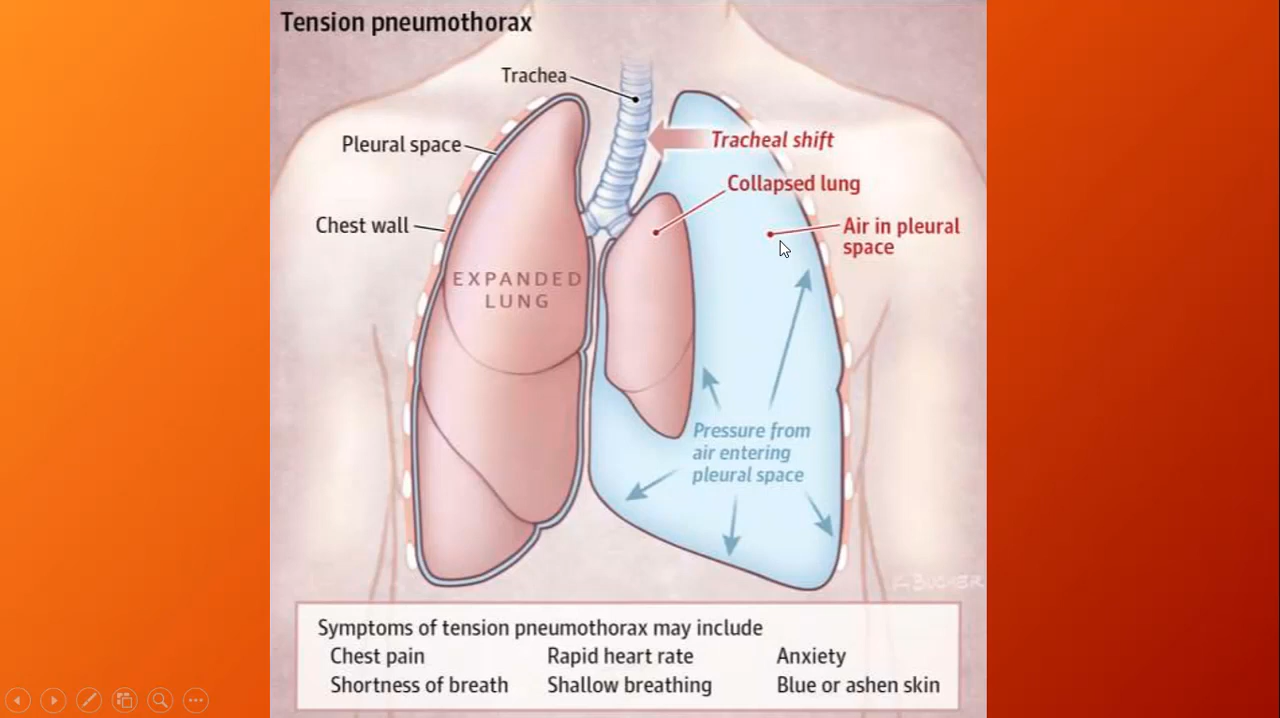 Tension pneumothorax
Trachea
Pleural space
Tracheal shift
Collapsed lung
Chest wall
Air in pleural
space
EXPANDED
LUNG
Pressure from
air entering
pleural space
K BUCHER
Symptoms of tension pneumothorax may include
Chest pain
Rapid heart rate
Anxiety
Shortness of breath
Shallow breathing
Blue or ashen skin